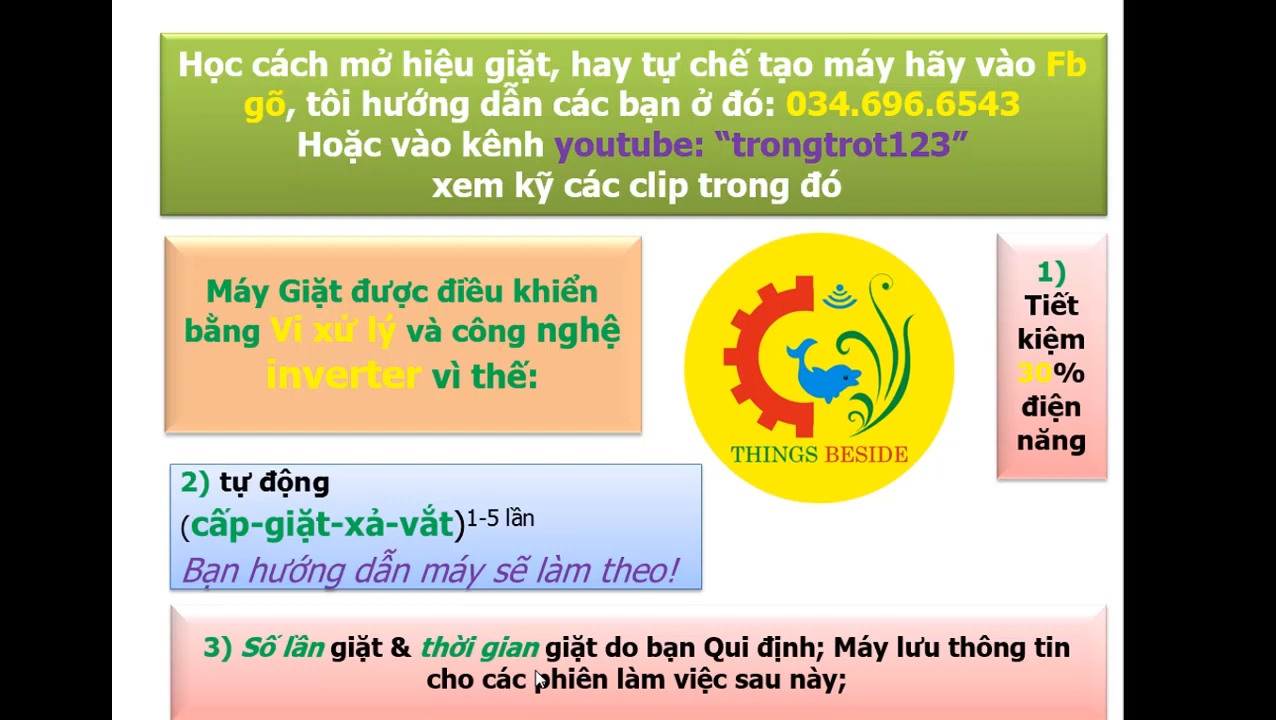 Học cách mở hiệu giặt, hay tự chế tạo máy hãy vào Fb
gõ, tôi hướng dẫn các bạn ở đó: 034.696.6543
Hoặc vào kênh youtube: “trongtrot123”
xem kỹ các clip trong đó
Máy Giặt được điều khiển
bằng Vi xử lý và công nghệ
inverter vì thế:
THINGS BESIDE
1)
Tiết
kiệm
30%
điện
năng
2) tự động
(cấp-giặt-xả-vắt)1-5 lần
Bạn hướng dẫn máy sẽ làm theo!
3) Số lần giặt & thời gian giặt do bạn Qui định; Máy lưu thông tin
cho các phiên làm việc sau này;